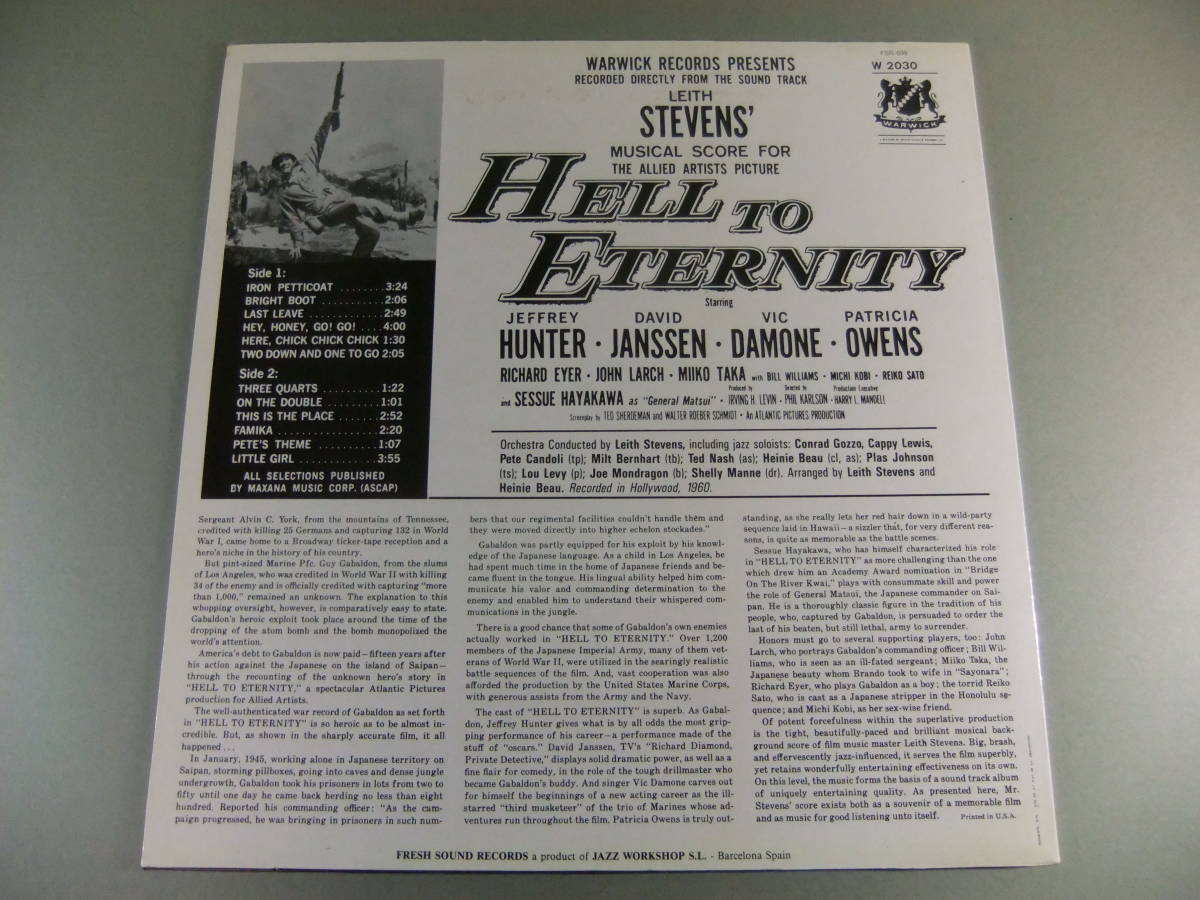 WARWICK RECORDS PRESENTS
RECORDED DIRECTLY FROM THE SOUND TRACK
LEITH
STEVENS'
MUSICAL SCORE FOR
THE ALLIED ARTISTS PICTURE
HELL TO
ETERNITY
W 2030
WARWICK
Starring
JEFFREY DAVID VIC PATRICIA
HUNTER · JANSSEN · DAMONE · OWENS
RICHARD EYER · JOHN LARCH · MIIKO TAKA with BILL WILLIAMS · MICHI KOBI · REIKO SATO
Produced by Directed by Production Executive
and SESSUE HAYAKAWA as "General Matsui" · IRVING H. LEVIN · PHIL KARLSON · HARRY L. MANDELL
Screenplay by TED SHERDEMAN and WALTER ROEBER SCHMIDT · An ATLANTIC PICTURES PRODUCTION
Orchestra Conducted by Leith Stevens, including jazz soloists: Conrad Gozzo, Cappy Lewis,
Pete Candoli (tp); Milt Bernhart (tb); Ted Nash (as); Heinie Beau (cl, as); Plas Johnson
(ts); Lou Levy (p); Joe Mondragon (b); Shelly Manne (dr). Arranged by Leith Stevens and
Heinie Beau. Recorded in Hollywood, 1960.
Side 1:
IRON PETTICOAT ........3:24
BRIGHT BOOT ...........2:06
LAST LEAVE ............2:49
HEY, HONEY, GO! GO! ....4:00
HERE, CHICK CHICK CHICK 1:30
TWO DOWN AND ONE TO GO 2:05
Side 2:
THREE QUARTS ..........1:22
ON THE DOUBLE .........1:01
THIS IS THE PLACE ......2:52
FAMIKA ................2:20
PETE'S THEME ..........1:07
LITTLE GIRL ............3:55
ALL SELECTIONS PUBLISHED
BY MAXANA MUSIC CORP. (ASCAP)
Sergeant Alvin C. York, from the mountains of Tennessee,
credited with killing 25 Germans and capturing 132 in World
War I, came home to a Broadway ticker-tape reception and a
hero's niche in the history of his country.
But pint-sized Marine Pfc. Guy Gabaldon, from the slums
of Los Angeles, who was credited in World War II with killing
34 of the enemy and is officially credited with capturing "more
than 1,000," remained an unknown. The explanation to this
whopping oversight, however, is comparatively easy to state.
Gabaldon's heroic exploit took place around the time of the
dropping of the atom bomb and the bomb monopolized the
world's attention.
America's debt to Gabaldon is now paid—fifteen years after
his action against the Japanese on the island of Saipan—
through the recounting of the unknown hero's story in
"HELL TO ETERNITY," a spectacular Atlantic Pictures
production for Allied Artists.
The well-authenticated war record of Gabaldon as set forth
in "HELL TO ETERNITY" is so heroic as to be almost in-
credible. But, as shown in the sharply accurate film, it all
happened . . .
In January, 1945, working alone in Japanese territory on
Saipan, storming pillboxes, going into caves and dense jungle
undergrowth, Gabaldon took his prisoners in lots from two to
fifty until one day he came back herding no less than eight
hundred. Reported his commanding officer: "As the cam-
paign progressed, he was bringing in prisoners in such num-
bers that our regimental facilities couldn't handle them and
they were moved directly into higher echelon stockades."
Gabaldon was partly equipped for his exploit by his knowl-
edge of the Japanese language. As a child in Los Angeles, he
had spent much time in the home of Japanese friends and be-
came fluent in the tongue. His lingual ability helped him com-
municate his valor and commanding determination to the
enemy and enabled him to understand their whispered com-
munications in the jungle.
There is a good chance that some of Gabaldon's own enemies
actually worked in "HELL TO ETERNITY." Over 1,200
members of the Japanese Imperial Army, many of them vet-
erans of World War II, were utilized in the searingly realistic
battle sequences of the film. And, vast cooperation was also
afforded the production by the United States Marine Corps,
with generous assists from the Army and the Navy.
The cast of "HELL TO ETERNITY" is superb. As Gabal-
don, Jeffrey Hunter gives what is by all odds the most grip-
ping performance of his career—a performance made of the
stuff of "oscars." David Janssen, TV's "Richard Diamond,
Private Detective," displays solid dramatic power, as well as a
fine flair for comedy, in the role of the tough drillmaster who
became Gabaldon's buddy. And singer Vic Damone carves out
for himself the beginnings of a new acting career as the ill-
starred "third musketeer" of the trio of Marines whose ad-
ventures run throughout the film. Patricia Owens is truly out-
standing, as she really lets her red hair down in a wild-party
sequence laid in Hawaii—a sizzler that, for very different rea-
sons, is quite as memorable as the battle scenes.
Sessue Hayakawa, who has himself characterized his role
in "HELL TO ETERNITY" as more challenging than the one
which drew him an Academy Award nomination in "Bridge
On The River Kwai," plays with consummate skill and power
the role of General Matsui, the Japanese commander on Sai-
pan. He is a thoroughly classic figure in the tradition of his
people, who, captured by Gabaldon, is persuaded to order the
last of his beaten, but still lethal, army to surrender.
Honors must go to several supporting players, too: John
Larch, who portrays Gabaldon's commanding officer; Bill Wil-
liams, who is seen as an ill-fated sergeant; Miiko Taka, the
Japanese beauty whom Brando took to wife in "Sayonara";
Richard Eyer, who plays Gabaldon as a boy; the torrid Reiko
Sato, who is cast as a Japanese stripper in the Honolulu se-
quence; and Michi Kobi, as her sex-wise friend.
Of potent forcefulness within the superlative production
is the tight, beautifully-paced and brilliant musical back-
ground score of film music master Leith Stevens. Big, brash,
and effervescently jazz-influenced, it serves the film superbly,
yet retains wonderfully entertaining effectiveness on its own.
On this level, the music forms the basis of a sound track album
of uniquely entertaining quality. As presented here, Mr.
Stevens' score exists both as a souvenir of a memorable film
and as music for good listening unto itself. Printed in U.S.A.
FRESH SOUND RECORDS a product of JAZZ WORKSHOP S.L. - Barcelona Spain